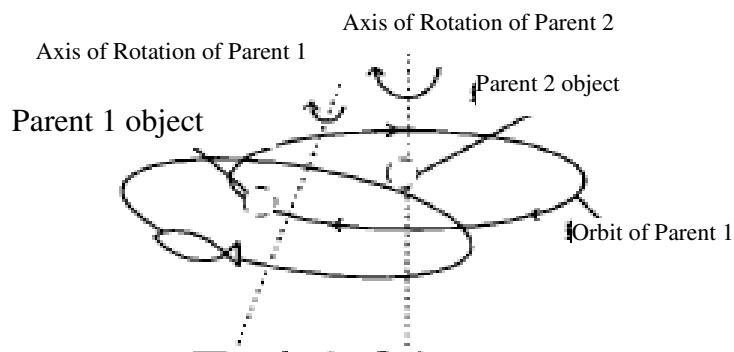 Axis of Rotation of Parent 2
Axis of Rotation of Parent 1
Parent 2 object
Parent 1 object
Orbit of Parent 1